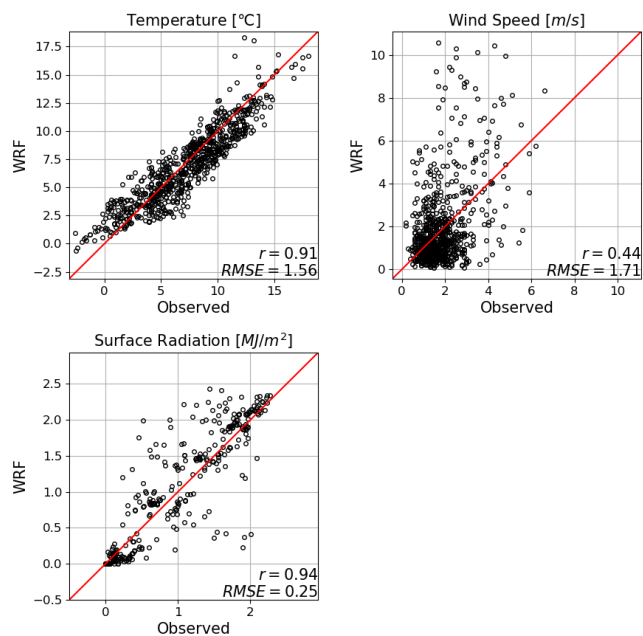 Temperature [°C]
17.5
15.0
12.5
10.0
7.5
5.0
2.5
0.0
−2.5
WRF
r = 0.91
RMSE = 1.56
0
5
10
15
Observed
Wind Speed [m/s]
10
8
6
4
2
0
WRF
r = 0.44
RMSE = 1.71
0
2
4
6
8
10
Observed
Surface Radiation [MJ/m²]
2.5
2.0
1.5
1.0
0.5
0.0
−0.5
WRF
r = 0.94
RMSE = 0.25
0
1
2
Observed